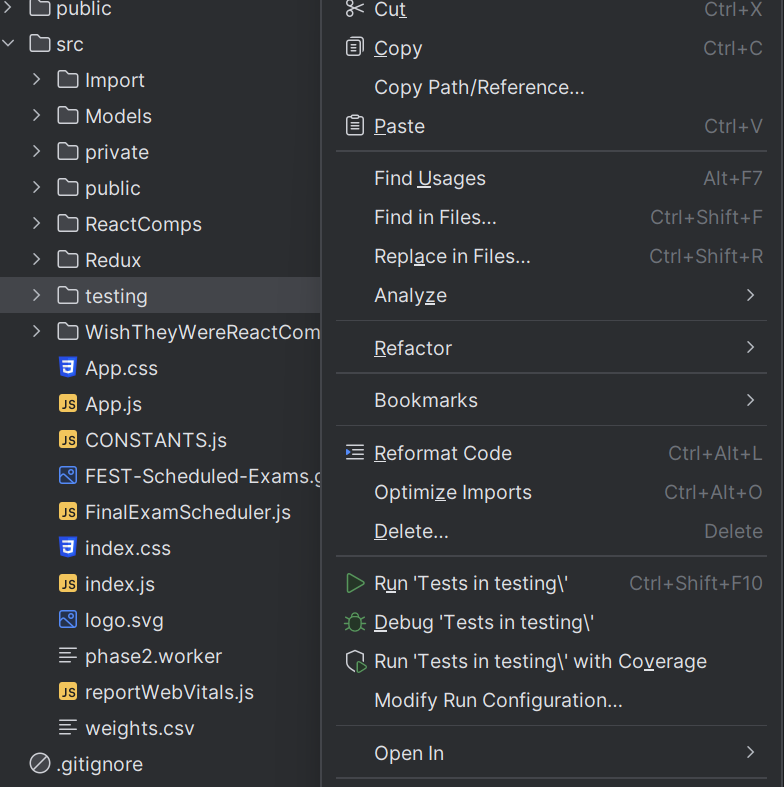 public
src
Import
Models
private
public
ReactComps
Redux
testing
WishTheyWereReactCom
App.css
App.js
CONSTANTS.js
FEST-Scheduled-Exams.g
FinalExamScheduler.js
index.css
index.js
logo.svg
phase2.worker
reportWebVitals.js
weights.csv
.gitignore
Cut Ctrl+X
Copy Ctrl+C
Copy Path/Reference...
Paste Ctrl+V
Find Usages Alt+F7
Find in Files... Ctrl+Shift+F
Replace in Files... Ctrl+Shift+R
Analyze
Refactor
Bookmarks
Reformat Code Ctrl+Alt+L
Optimize Imports Ctrl+Alt+O
Delete... Delete
Run 'Tests in testing\' Ctrl+Shift+F10
Debug 'Tests in testing\'
Run 'Tests in testing\' with Coverage
Modify Run Configuration...
Open In